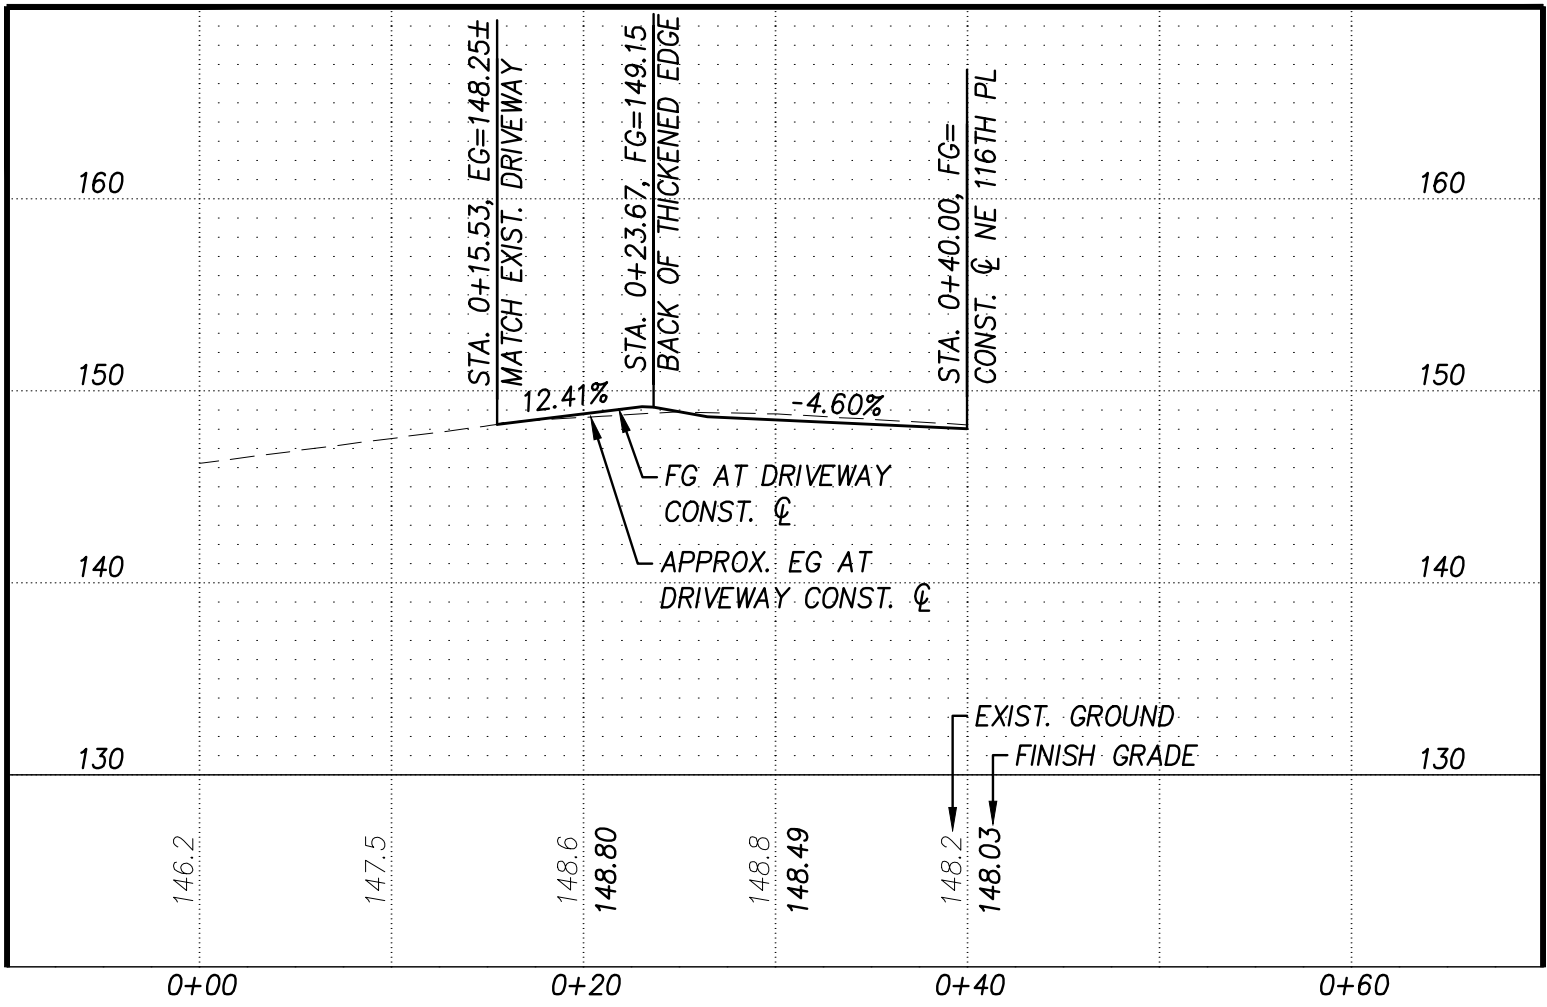 STA. 0+15.53, EG=148.25±
MATCH EXIST. DRIVEWAY
STA. 0+23.67, FG=149.15
BACK OF THICKENED EDGE
STA. 0+40.00, FG=
CONST. ℄ NE 116TH PL
160
160
150
150
12.41%
-4.60%
FG AT DRIVEWAY
CONST. ℄
APPROX. EG AT
DRIVEWAY CONST. ℄
140
140
EXIST. GROUND
FINISH GRADE
130
130
146.2
147.5
148.6
148.80
148.8
148.49
148.2
148.03
0+00
0+20
0+40
0+60